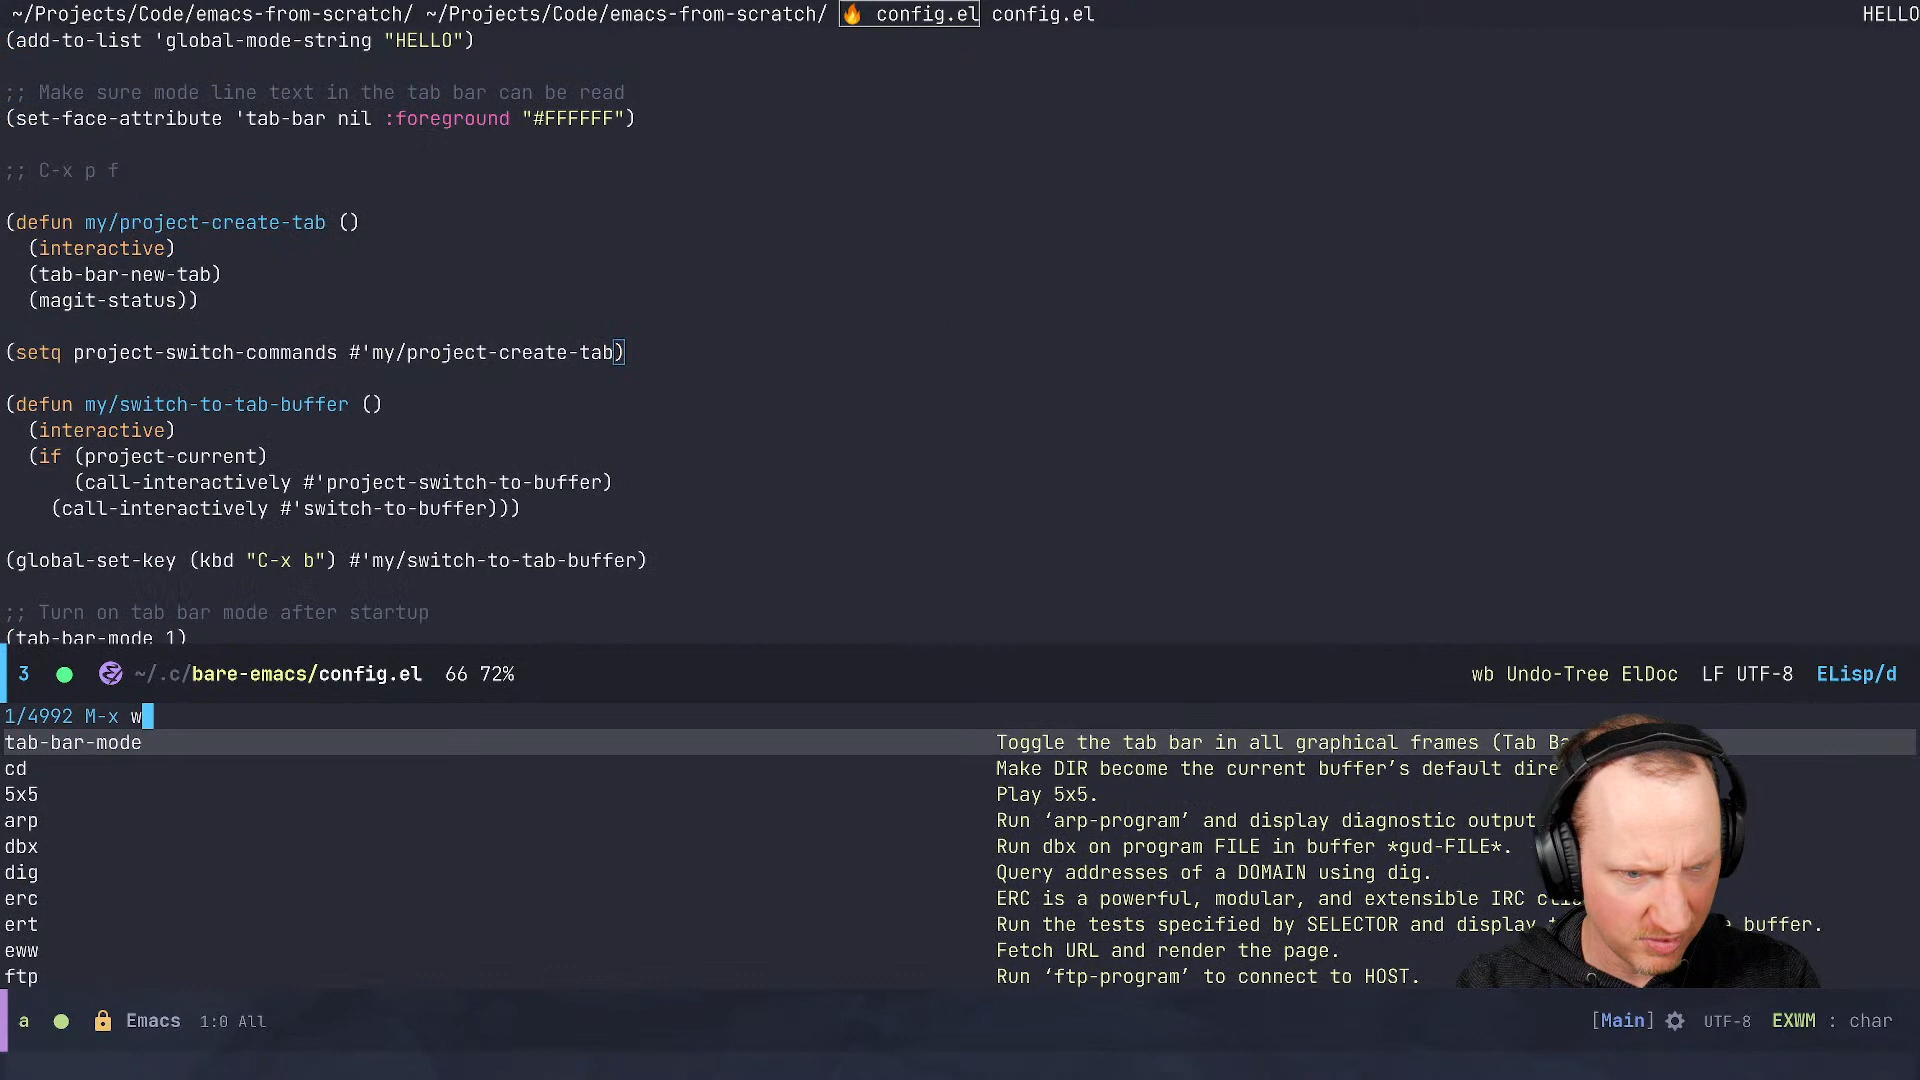 ~/Projects/Code/emacs-from-scratch/ ~/Projects/Code/emacs-from-scratch/ 🔥 config.el config.el HELLO
(add-to-list 'global-mode-string "HELLO")
;; Make sure mode line text in the tab bar can be read
(set-face-attribute 'tab-bar nil :foreground "#FFFFFF")
;; C-x p f
(defun my/project-create-tab ()
(interactive)
(tab-bar-new-tab)
(magit-status))
(setq project-switch-commands #'my/project-create-tab)
(defun my/switch-to-tab-buffer ()
(interactive)
(if (project-current)
(call-interactively #'project-switch-to-buffer)
(call-interactively #'switch-to-buffer)))
(global-set-key (kbd "C-x b") #'my/switch-to-tab-buffer)
;; Turn on tab bar mode after startup
(tab-bar-mode 1)
3 ~/.c/bare-emacs/config.el 66 72% wb Undo-Tree ElDoc LF UTF-8 ELisp/d
1/4992 M-x w
tab-bar-mode Toggle the tab bar in all graphical frames (Tab Ba
cd Make DIR become the current buffer’s default dire
5x5 Play 5x5.
arp Run ‘arp-program’ and display diagnostic output
dbx Run dbx on program FILE in buffer *gud-FILE*.
dig Query addresses of a DOMAIN using dig.
erc ERC is a powerful, modular, and extensible IRC cli
ert Run the tests specified by SELECTOR and display buffer.
eww Fetch URL and render the page.
ftp Run ‘ftp-program’ to connect to HOST.
a Emacs 1:0 All [Main] UTF-8 EXWM : char